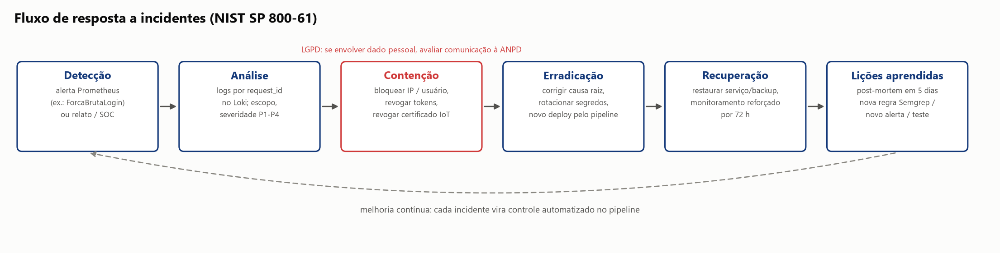 Fluxo de resposta a incidentes (NIST SP 800-61)
LGPD: se envolver dado pessoal, avaliar comunicação à ANPD
Detecção
alerta Prometheus
(ex.: ForcaBrutaLogin)
ou relato / SOC
Análise
logs por request_id
no Loki; escopo,
severidade P1-P4
Contenção
bloquear IP / usuário,
revogar tokens,
revogar certificado IoT
Erradicação
corrigir causa raiz,
rotacionar segredos,
novo deploy pelo pipeline
Recuperação
restaurar serviço/backup,
monitoramento reforçado
por 72 h
Lições aprendidas
post-mortem em 5 dias
nova regra Semgrep /
novo alerta / teste
melhoria contínua: cada incidente vira controle automatizado no pipeline